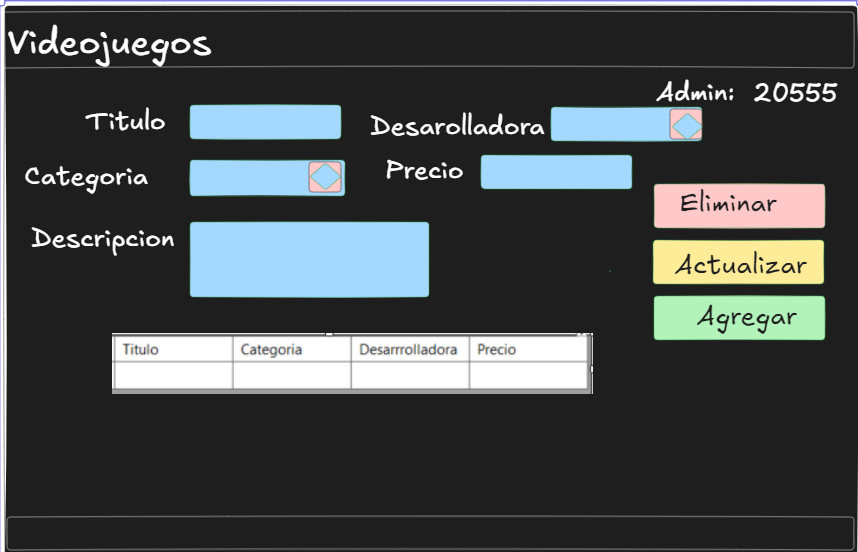 Videojuegos
Admin: 20555
Titulo
Desarolladora
Categoria
Precio
Eliminar
Descripcion
Actualizar
Agregar
Titulo Categoria Desarrrolladora Precio